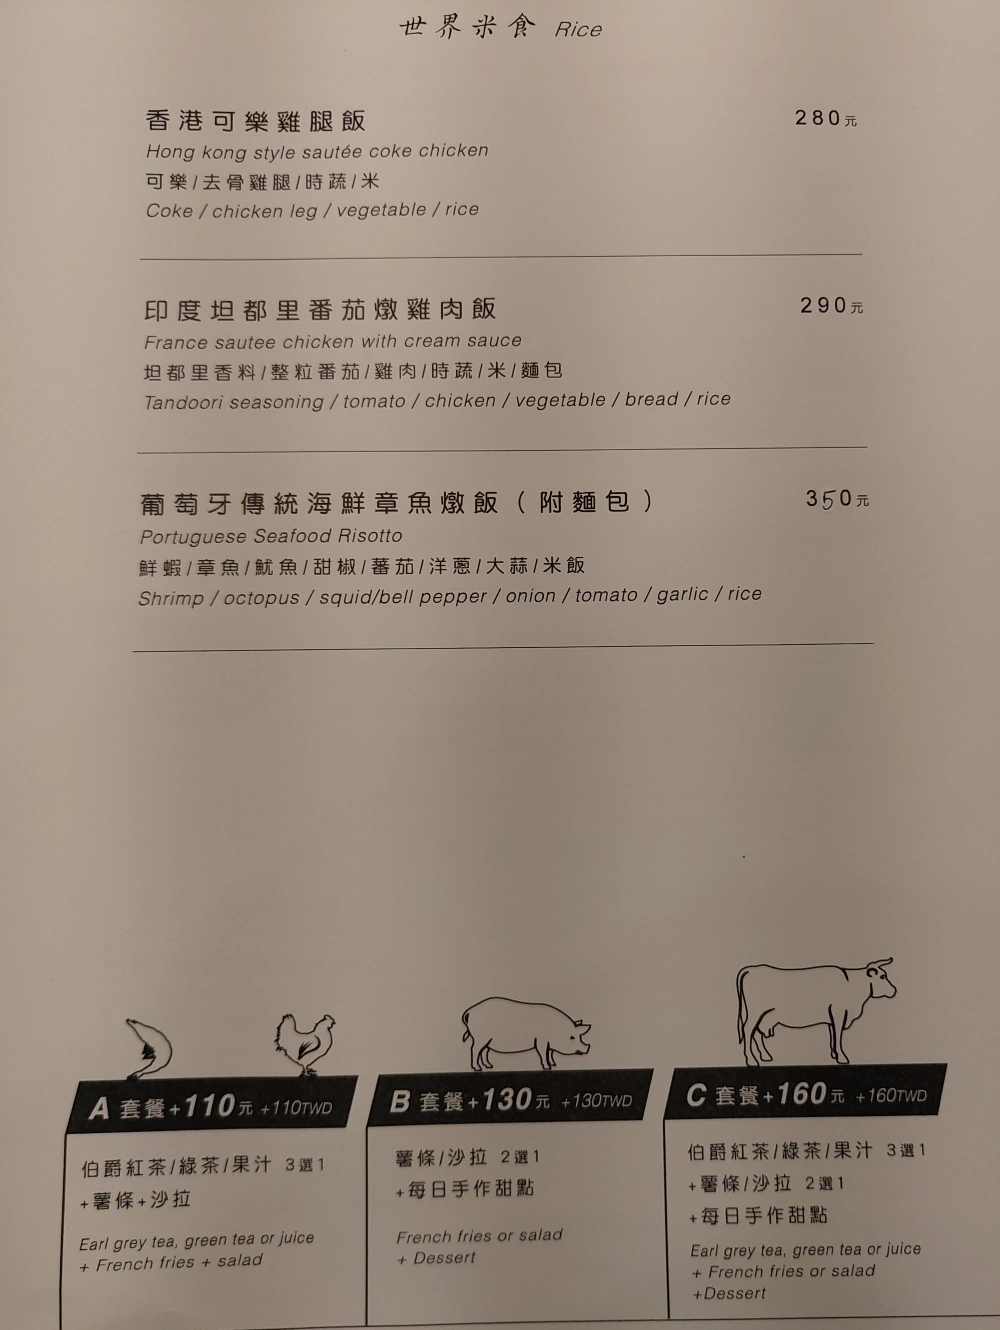 世界米食 Rice
香港可樂雞腿飯 280元
Hong kong style sautée coke chicken
可樂/去骨雞腿/時蔬/米
Coke / chicken leg / vegetable / rice
印度坦都里番茄燉雞肉飯 290元
France sautee chicken with cream sauce
坦都里香料/整粒番茄/雞肉/時蔬/米/麵包
Tandoori seasoning / tomato / chicken / vegetable / bread / rice
葡萄牙傳統海鮮章魚燉飯（附麵包） 350元
Portuguese Seafood Risotto
鮮蝦/章魚/魷魚/甜椒/蕃茄/洋蔥/大蒜/米飯
Shrimp / octopus / squid/bell pepper / onion / tomato / garlic / rice
A 套餐+110元 +110TWD
伯爵紅茶/綠茶/果汁 3選1
+薯條+沙拉
Earl grey tea, green tea or juice
+ French fries + salad
B 套餐+130元 +130TWD
薯條/沙拉 2選1
+每日手作甜點
French fries or salad
+ Dessert
C 套餐+160元 +160TWD
伯爵紅茶/綠茶/果汁 3選1
+薯條/沙拉 2選1
+每日手作甜點
Earl grey tea, green tea or juice
+ French fries or salad
+Dessert